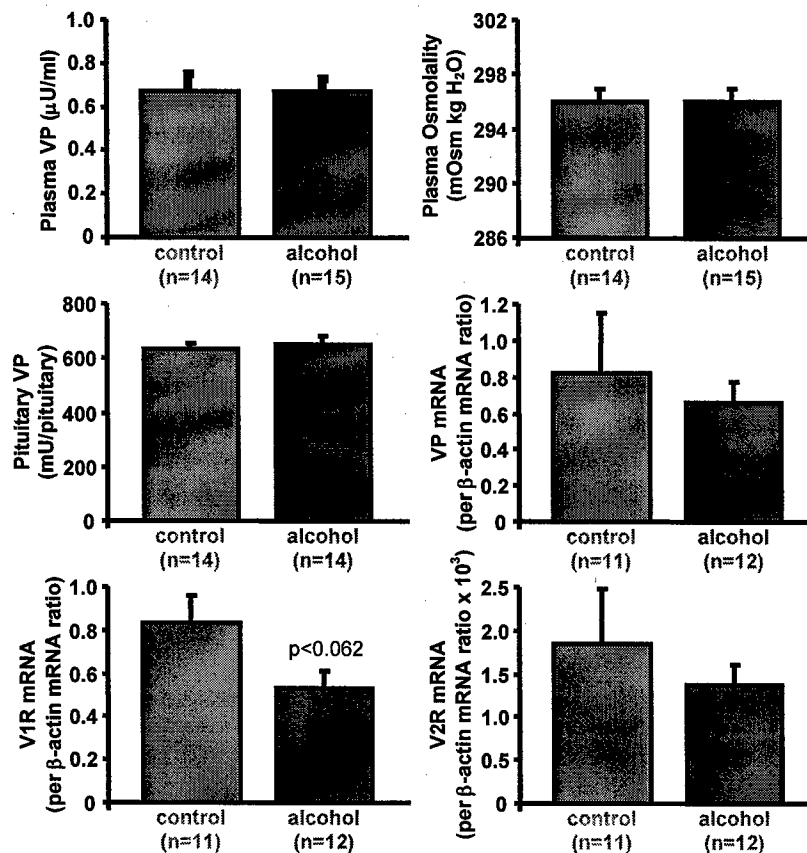 Plasma VP (μU/ml)
1.0
0.8
0.6
0.4
0.2
0
control
(n=14)
alcohol
(n=15)
Plasma Osmolality
(mOsm kg H₂O)
302
298
294
290
286
control
(n=14)
alcohol
(n=15)
Pituitary VP
(mU/pituitary)
800
600
400
200
0
control
(n=14)
alcohol
(n=14)
VP mRNA
(per β-actin mRNA ratio)
1.2
1.0
0.8
0.6
0.4
0.2
0
control
(n=11)
alcohol
(n=12)
V1R mRNA
(per β-actin mRNA ratio)
1.0
0.8
0.6
0.4
0.2
0
p<0.062
control
(n=11)
alcohol
(n=12)
V2R mRNA
(per β-actin mRNA ratio x 10³)
2.5
2.0
1.5
1.0
0.5
0
control
(n=11)
alcohol
(n=12)